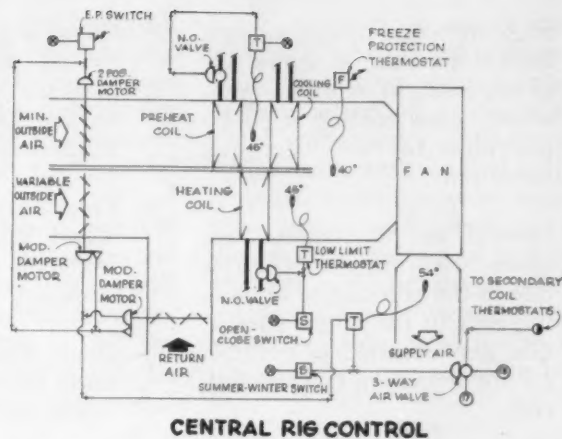 E.P. SWITCH
N.O.
VALVE
T
FREEZE
PROTECTION
THERMOSTAT
F
2 POS.
DAMPER
MOTOR
COOLING
COIL
PREHEAT
COIL
MIN.
OUTSIDE
AIR
46°
40°
FAN
HEATING
COIL
VARIABLE
OUTSIDE
AIR
MOD.
DAMPER
MOTOR
T
LOW LIMIT
THERMOSTAT
54°
MOD.
DAMPER
MOTOR
N.O. VALVE
TO SECONDARY
COIL
THERMOSTATS
OPEN-
CLOSE SWITCH
S
T
RETURN
AIR
SUPPLY AIR
SUMMER-WINTER SWITCH
3-WAY
AIR VALVE
CENTRAL RIG CONTROL